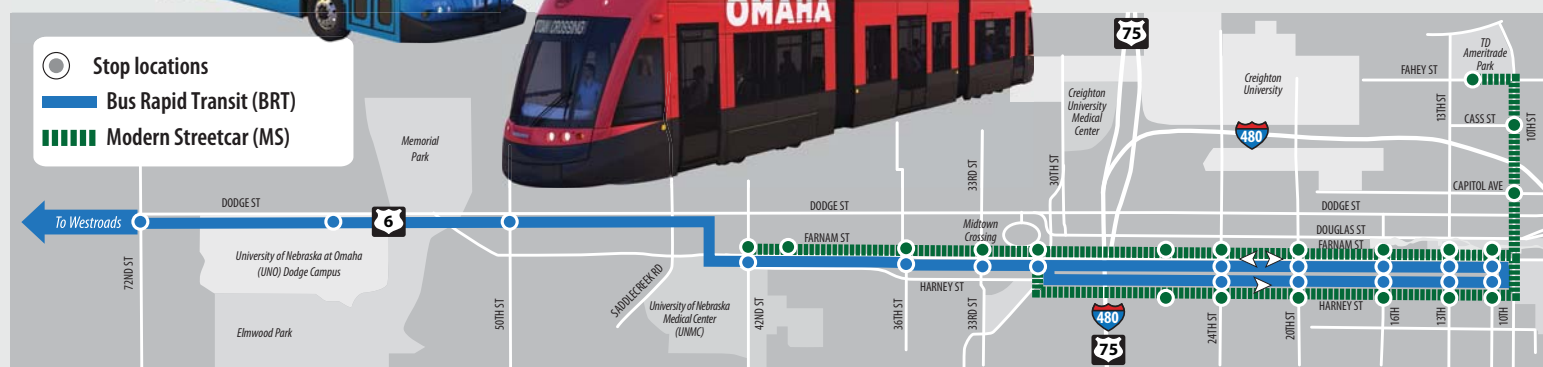 OMAHA
CROSSING
Stop locations
Bus Rapid Transit (BRT)
Modern Streetcar (MS)
75
TD
Ameritrade
Park
FAHEY ST
Creighton
University
Creighton
University
Medical
Center
13TH ST
CASS ST
10TH ST
480
Memorial
Park
33RD ST
30TH ST
CAPITOL AVE
To Westroads
DODGE ST
6
DODGE ST
DODGE ST
Midtown
Crossing
DOUGLAS ST
FARNAM ST
FARNAM ST
University of Nebraska at Omaha
(UNO) Dodge Campus
72ND ST
SADDLECREEK RD
HARNEY ST
University of Nebraska
Medical Center
(UNMC)
Elmwood Park
50TH ST
42ND ST
36TH ST
33RD ST
480
75
24TH ST
20TH ST
HARNEY ST
16TH
13TH
10TH